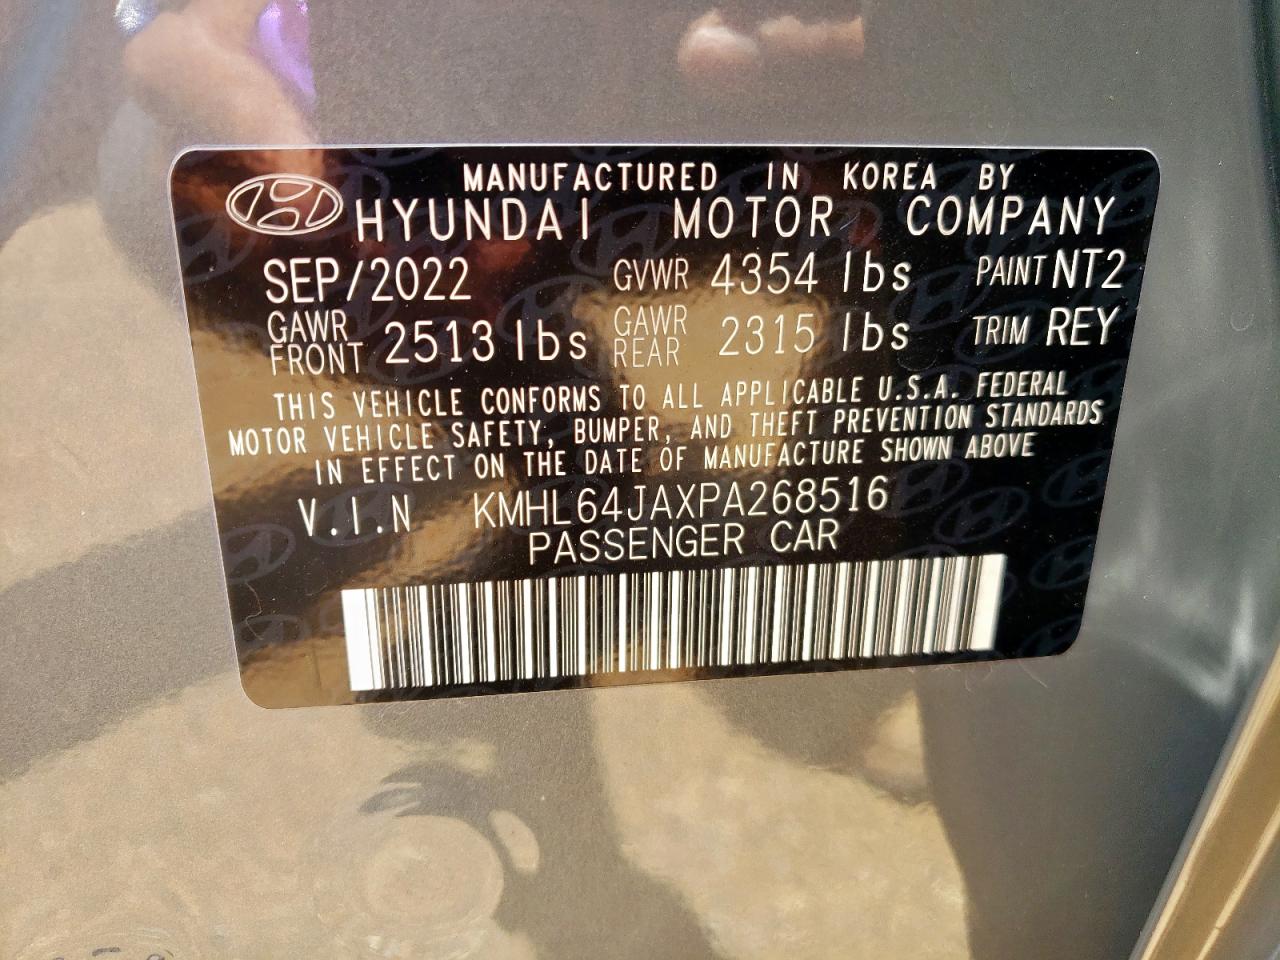 MANUFACTURED IN KOREA BY
HYUNDAI MOTOR COMPANY
SEP/2022 GVWR 4354 lbs PAINT NT2
GAWR FRONT 2513 lbs GAWR REAR 2315 lbs TRIM REY
THIS VEHICLE CONFORMS TO ALL APPLICABLE U.S.A. FEDERAL
MOTOR VEHICLE SAFETY, BUMPER, AND THEFT PREVENTION STANDARDS
IN EFFECT ON THE DATE OF MANUFACTURE SHOWN ABOVE
V.I.N KMHL64JAXPA268516
PASSENGER CAR